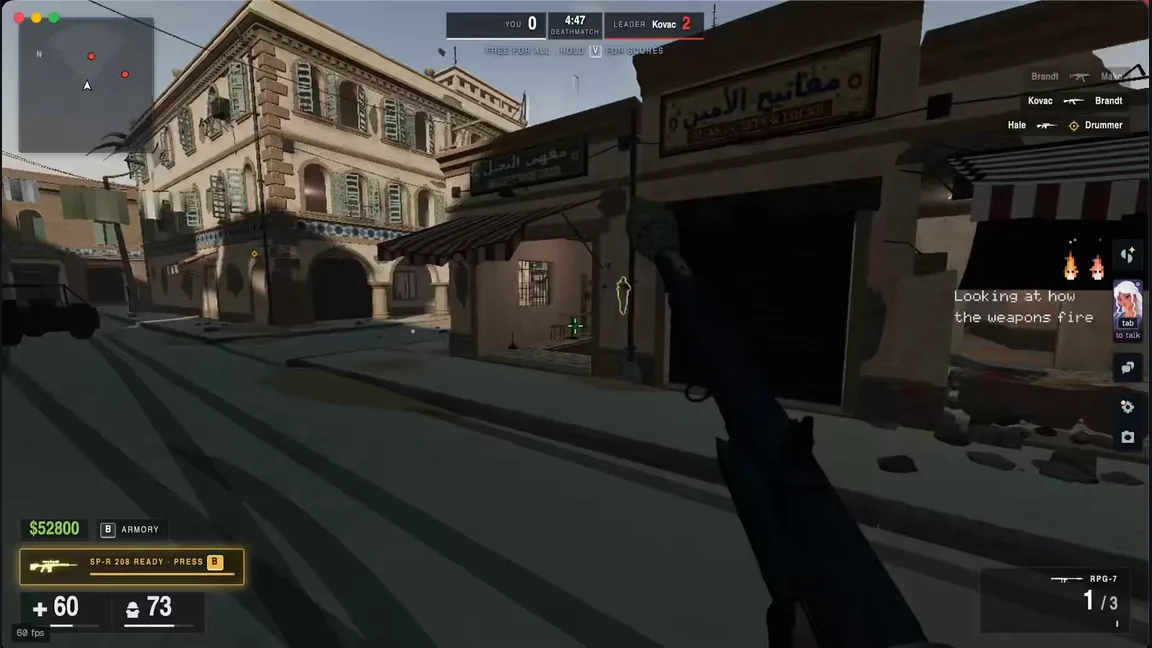 N
YOU 0
4:47
DEATHMATCH
LEADER Kovac 2
FREE FOR ALL HOLD V FOR SCORES
Brandt
Kovac Brandt
Hale Drummer
مفاتيح الأمين
مقهى النخل
Looking at how
the weapons fire
tab
to talk
$52800
B ARMORY
SP-R 208 READY · PRESS B
60
73
60 fps
RPG-7
1 / 3